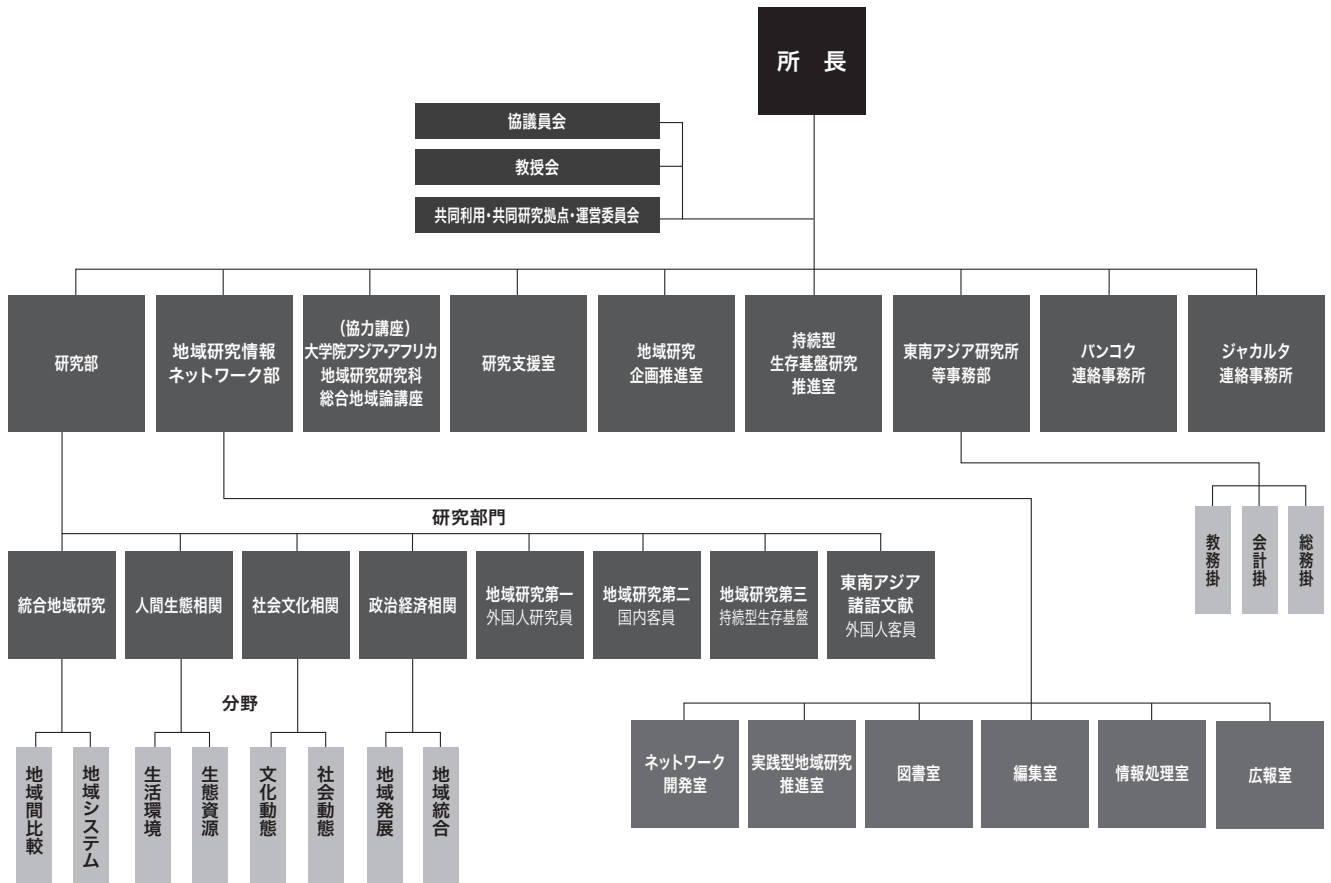 所 長
協議員会
教授会
共同利用・共同研究拠点・運営委員会
研究部
地域研究情報
ネットワーク部
(協力講座)
大学院アジア・アフリカ
地域研究研究科
総合地域論講座
研究支援室
地域研究
企画推進室
持続型
生存基盤研究
推進室
東南アジア研究所
等事務部
バンコク
連絡事務所
ジャカルタ
連絡事務所
教務掛
会計掛
総務掛
研究部門
統合地域研究
人間生態相関
社会文化相関
政治経済相関
地域研究第一
外国人研究員
地域研究第二
国内客員
地域研究第三
持続型生存基盤
東南アジア
諸語文献
外国人客員
分野
地域間比較
地域システム
生活環境
生態資源
文化動態
社会動態
地域発展
地域統合
ネットワーク
開発室
実践型地域研究
推進室
図書室
編集室
情報処理室
広報室